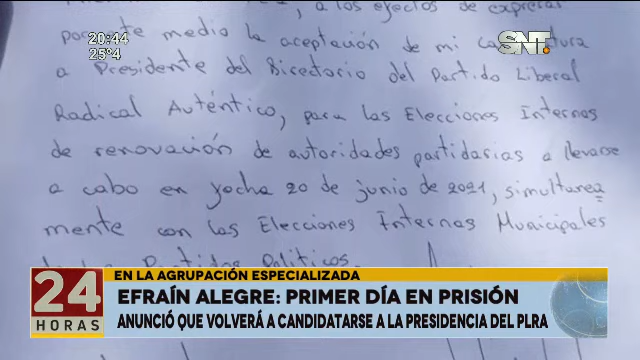 20:44
25°4
SNT
, a los efectos de expresar
por este medio la aceptación de mi
a Presidente del Directorio del Partido Liberal
Radical Auténtico, para las Elecciones Internas
de renovación de autoridades partidarias a llevarse
a cabo en fecha 20 de junio de 2021, simultanea
mente con las Elecciones Internas Municipales
Partidos Políticos.
24
HORAS
EN LA AGRUPACIÓN ESPECIALIZADA
EFRAÍN ALEGRE: PRIMER DÍA EN PRISIÓN
ANUNCIÓ QUE VOLVERÁ A CANDIDATARSE A LA PRESIDENCIA DEL PLRA